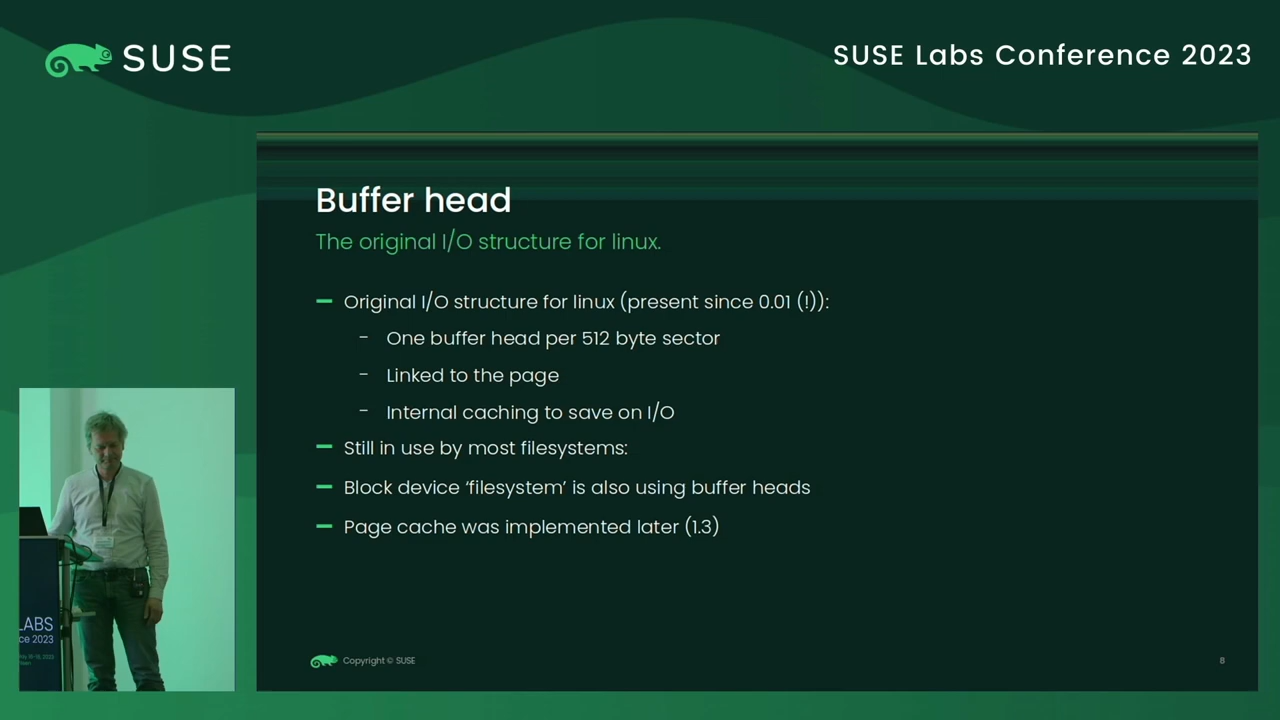 SUSE
SUSE Labs Conference 2023
Buffer head
The original I/O structure for linux.
Original I/O structure for linux (present since 0.01 (!)):
- One buffer head per 512 byte sector
- Linked to the page
- Internal caching to save on I/O
Still in use by most filesystems:
Block device ‘filesystem’ is also using buffer heads
Page cache was implemented later (1.3)
LABS
ce 2023
Copyright © SUSE
8